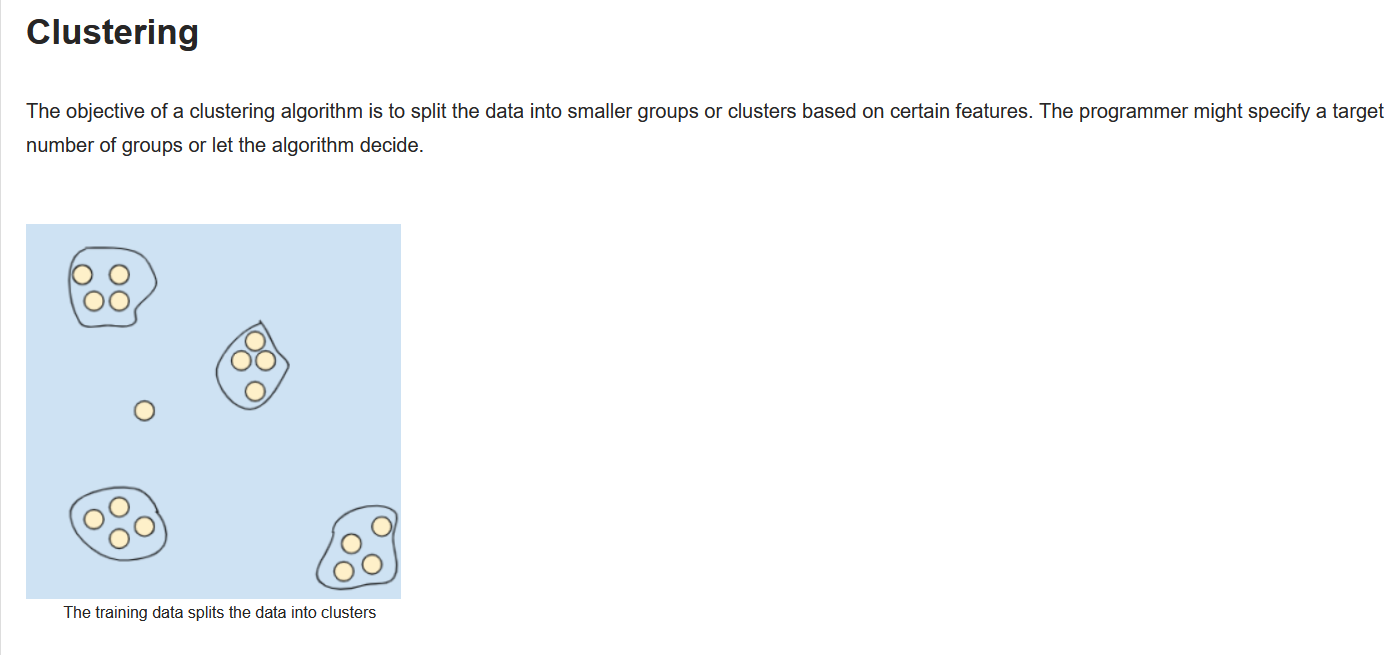 Clustering
The objective of a clustering algorithm is to split the data into smaller groups or clusters based on certain features. The programmer might specify a target
number of groups or let the algorithm decide.
The training data splits the data into clusters